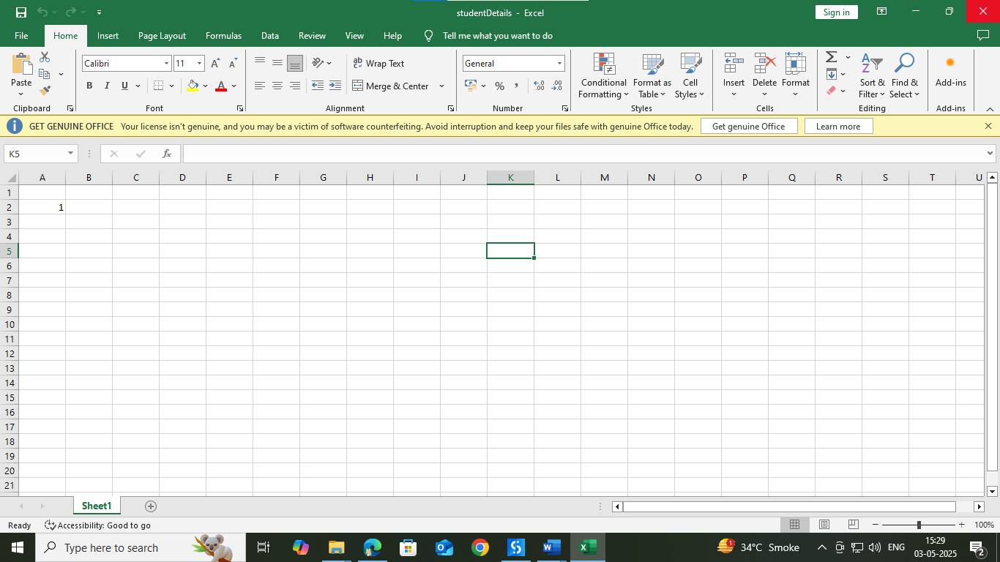 studentDetails - Excel
Sign in
File Home Insert Page Layout Formulas Data Review View Help Tell me what you want to do
Paste
Clipboard
Calibri 11
B I U
Font
Wrap Text
Merge & Center
Alignment
General
Number
Conditional Formatting
Format as Table
Cell Styles
Styles
Insert Delete Format
Cells
Sort & Filter
Find & Select
Editing
Add-ins
Add-ins
GET GENUINE OFFICE Your license isn't genuine, and you may be a victim of software counterfeiting. Avoid interruption and keep your files safe with genuine Office today. Get genuine Office Learn more
K5 fx
A B C D E F G H I J K L M N O P Q R S T U
1
2 1
3
4
5
6
7
8
9
10
11
12
13
14
15
16
17
18
19
20
21
Sheet1
Ready Accessibility: Good to go 100%
Type here to search
34°C Smoke
ENG
15:29
03-05-2025
2